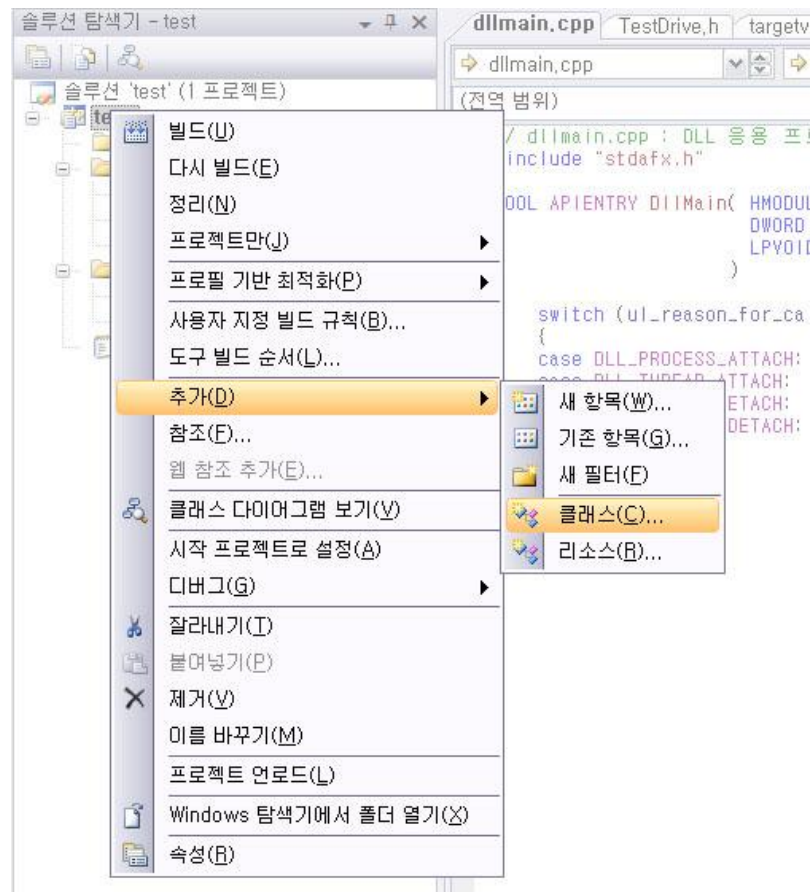 솔루션 탐색기 - test
솔루션 'test' (1 프로젝트)
빌드(U)
다시 빌드(E)
정리(N)
프로젝트만(J)
프로필 기반 최적화(P)
사용자 지정 빌드 규칙(B)...
도구 빌드 순서(L)...
추가(D)
참조(F)...
웹 참조 추가(E)...
클래스 다이어그램 보기(V)
시작 프로젝트로 설정(A)
디버그(G)
잘라내기(T)
붙여넣기(P)
제거(V)
이름 바꾸기(M)
프로젝트 언로드(L)
Windows 탐색기에서 폴더 열기(X)
속성(R)
새 항목(W)...
기존 항목(G)...
새 필터(F)
클래스(C)...
리소스(R)...
dllmain.cpp TestDrive.h targetv
dllmain.cpp
(전역 범위)
/ dllmain.cpp : DLL 응용 프
include "stdafx.h"
OOL APIENTRY DllMain( HMODUL
DWORD
LPVOID
)
switch (ul_reason_for_ca
{
case DLL_PROCESS_ATTACH:
case DLL_THREAD_ATTACH:
ETACH:
DETACH: